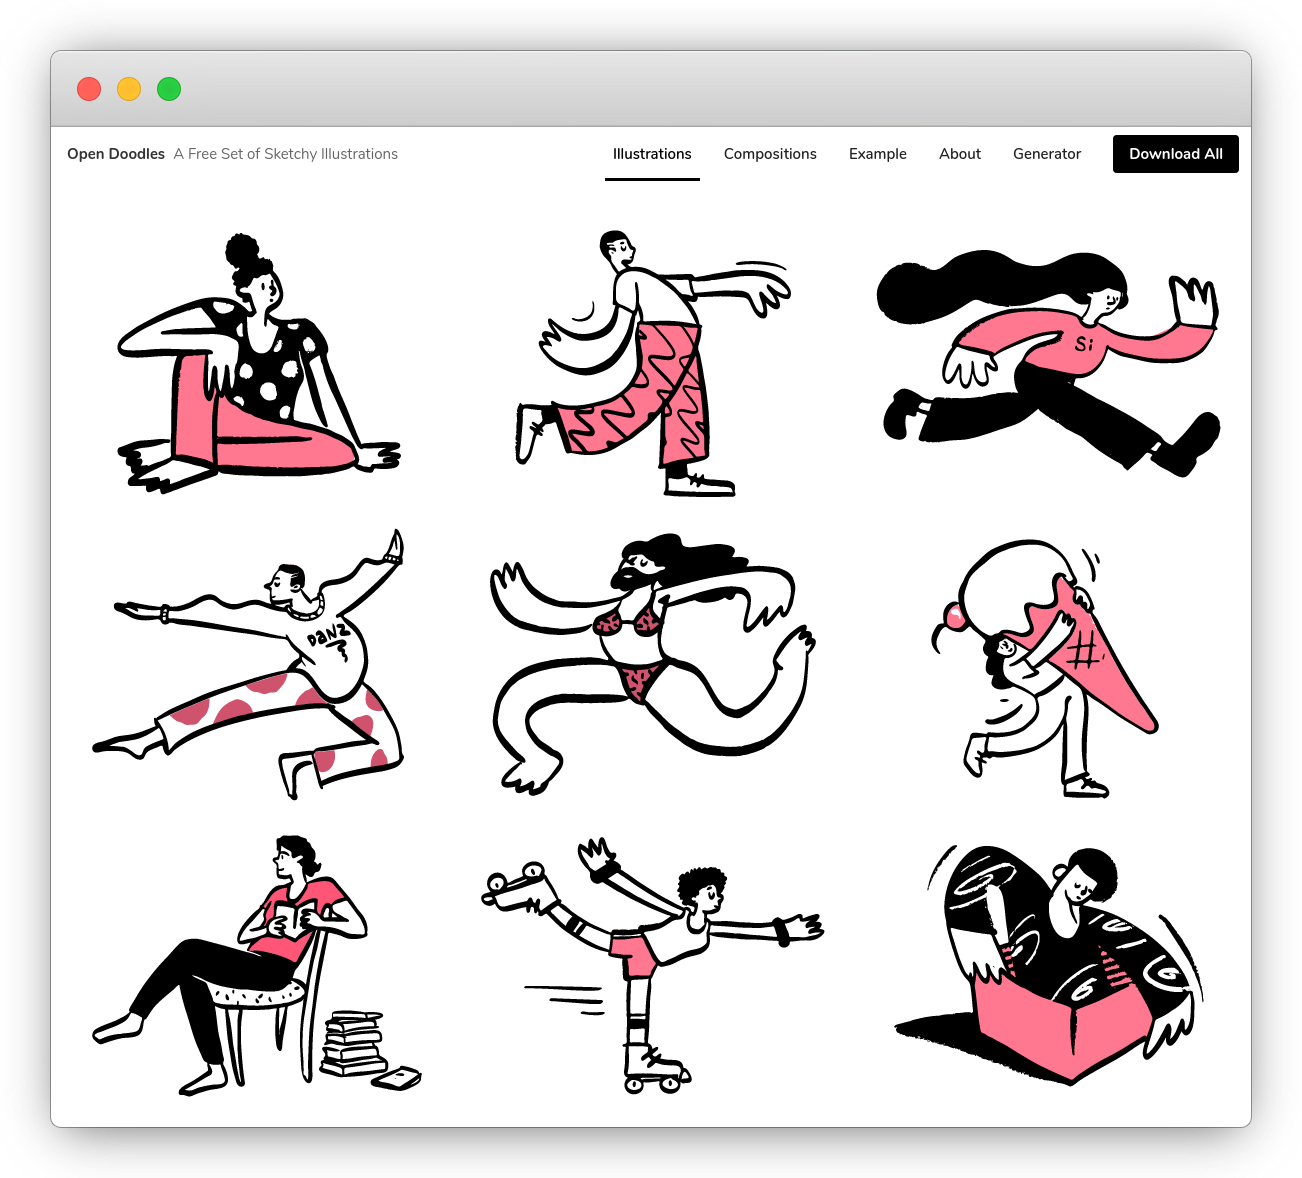 Open Doodles A Free Set of Sketchy Illustrations Illustrations Compositions Example About Generator Download All
Si
DANZ